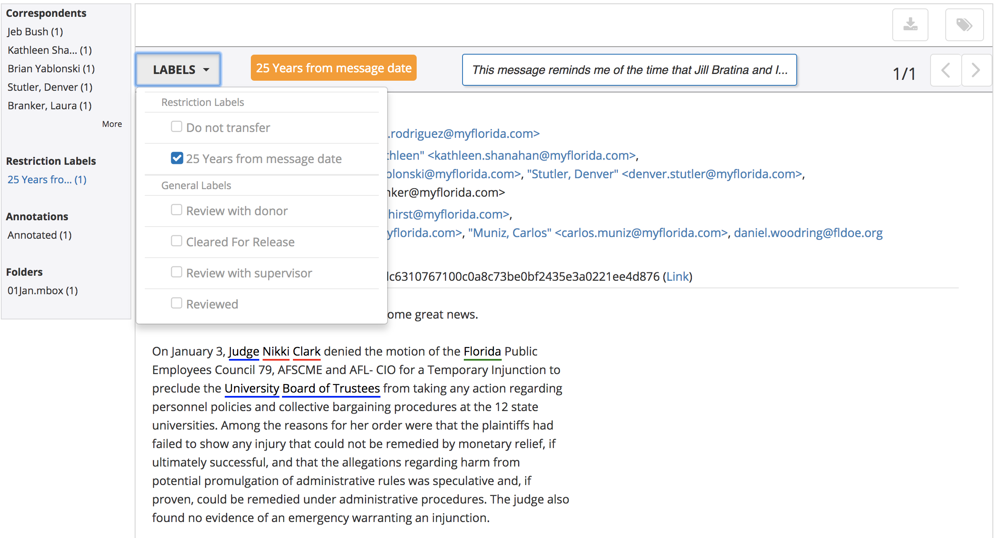 Correspondents
Jeb Bush (1)
Kathleen Sha... (1)
Brian Yablonski (1)
Stutler, Denver (1)
Branker, Laura (1)
More
Restriction Labels
25 Years fro... (1)
Annotations
Annotated (1)
Folders
01Jan.mbox (1)
LABELS
25 Years from message date
This message reminds me of the time that Jill Bratina and I...
1/1
Restriction Labels
Do not transfer
25 Years from message date
General Labels
Review with donor
Cleared For Release
Review with supervisor
Reviewed
.rodriguez@myflorida.com>
hleen" <kathleen.shanahan@myflorida.com>,
blonski@myflorida.com>, "Stutler, Denver" <denver.stutler@myflorida.com>,
ker@myflorida.com>
hirst@myflorida.com>,
yflorida.com>, "Muniz, Carlos" <carlos.muniz@myflorida.com>, daniel.woodring@fldoe.org
c6310767100c0a8c73be0bf2435e3a0221ee4d876 (Link)
ome great news.
On January 3, Judge Nikki Clark denied the motion of the Florida Public
Employees Council 79, AFSCME and AFL- CIO for a Temporary Injunction to
preclude the University Board of Trustees from taking any action regarding
personnel policies and collective bargaining procedures at the 12 state
universities. Among the reasons for her order were that the plaintiffs had
failed to show any injury that could not be remedied by monetary relief, if
ultimately successful, and that the allegations regarding harm from
potential promulgation of administrative rules was speculative and, if
proven, could be remedied under administrative procedures. The judge also
found no evidence of an emergency warranting an injunction.